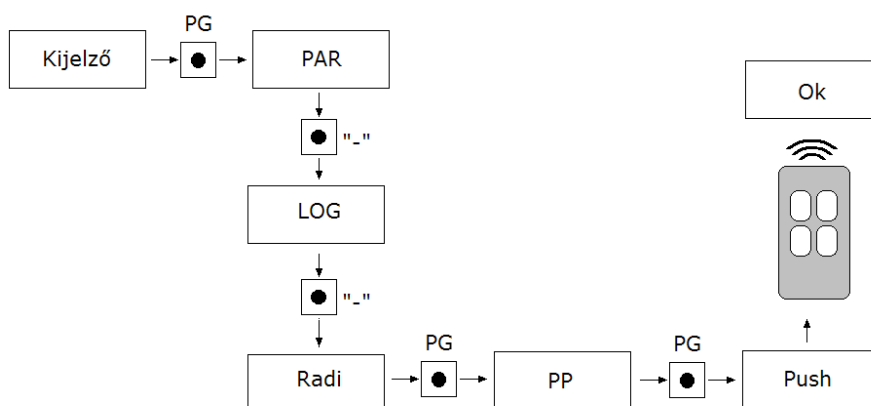 PG
Kijelző
PAR
Ok
"-"
LOG
"-"
PG
PG
Radi
PP
Push